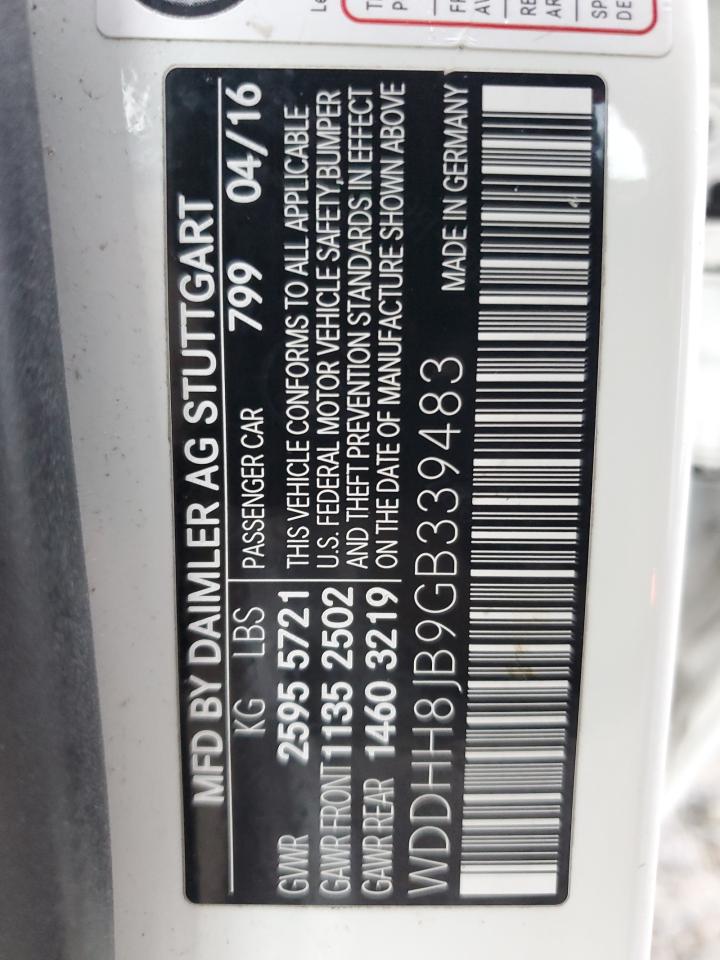 MFD BY DAIMLER AG STUTTGART
KG LBS PASSENGER CAR 799 04/16
GVWR 2595 5721 THIS VEHICLE CONFORMS TO ALL APPLICABLE
GAWR FRONT 1135 2502 U.S. FEDERAL MOTOR VEHICLE SAFETY,BUMPER
AND THEFT PREVENTION STANDARDS IN EFFECT
GAWR REAR 1460 3219 ON THE DATE OF MANUFACTURE SHOWN ABOVE
WDDHH8JB9GB339483 MADE IN GERMANY